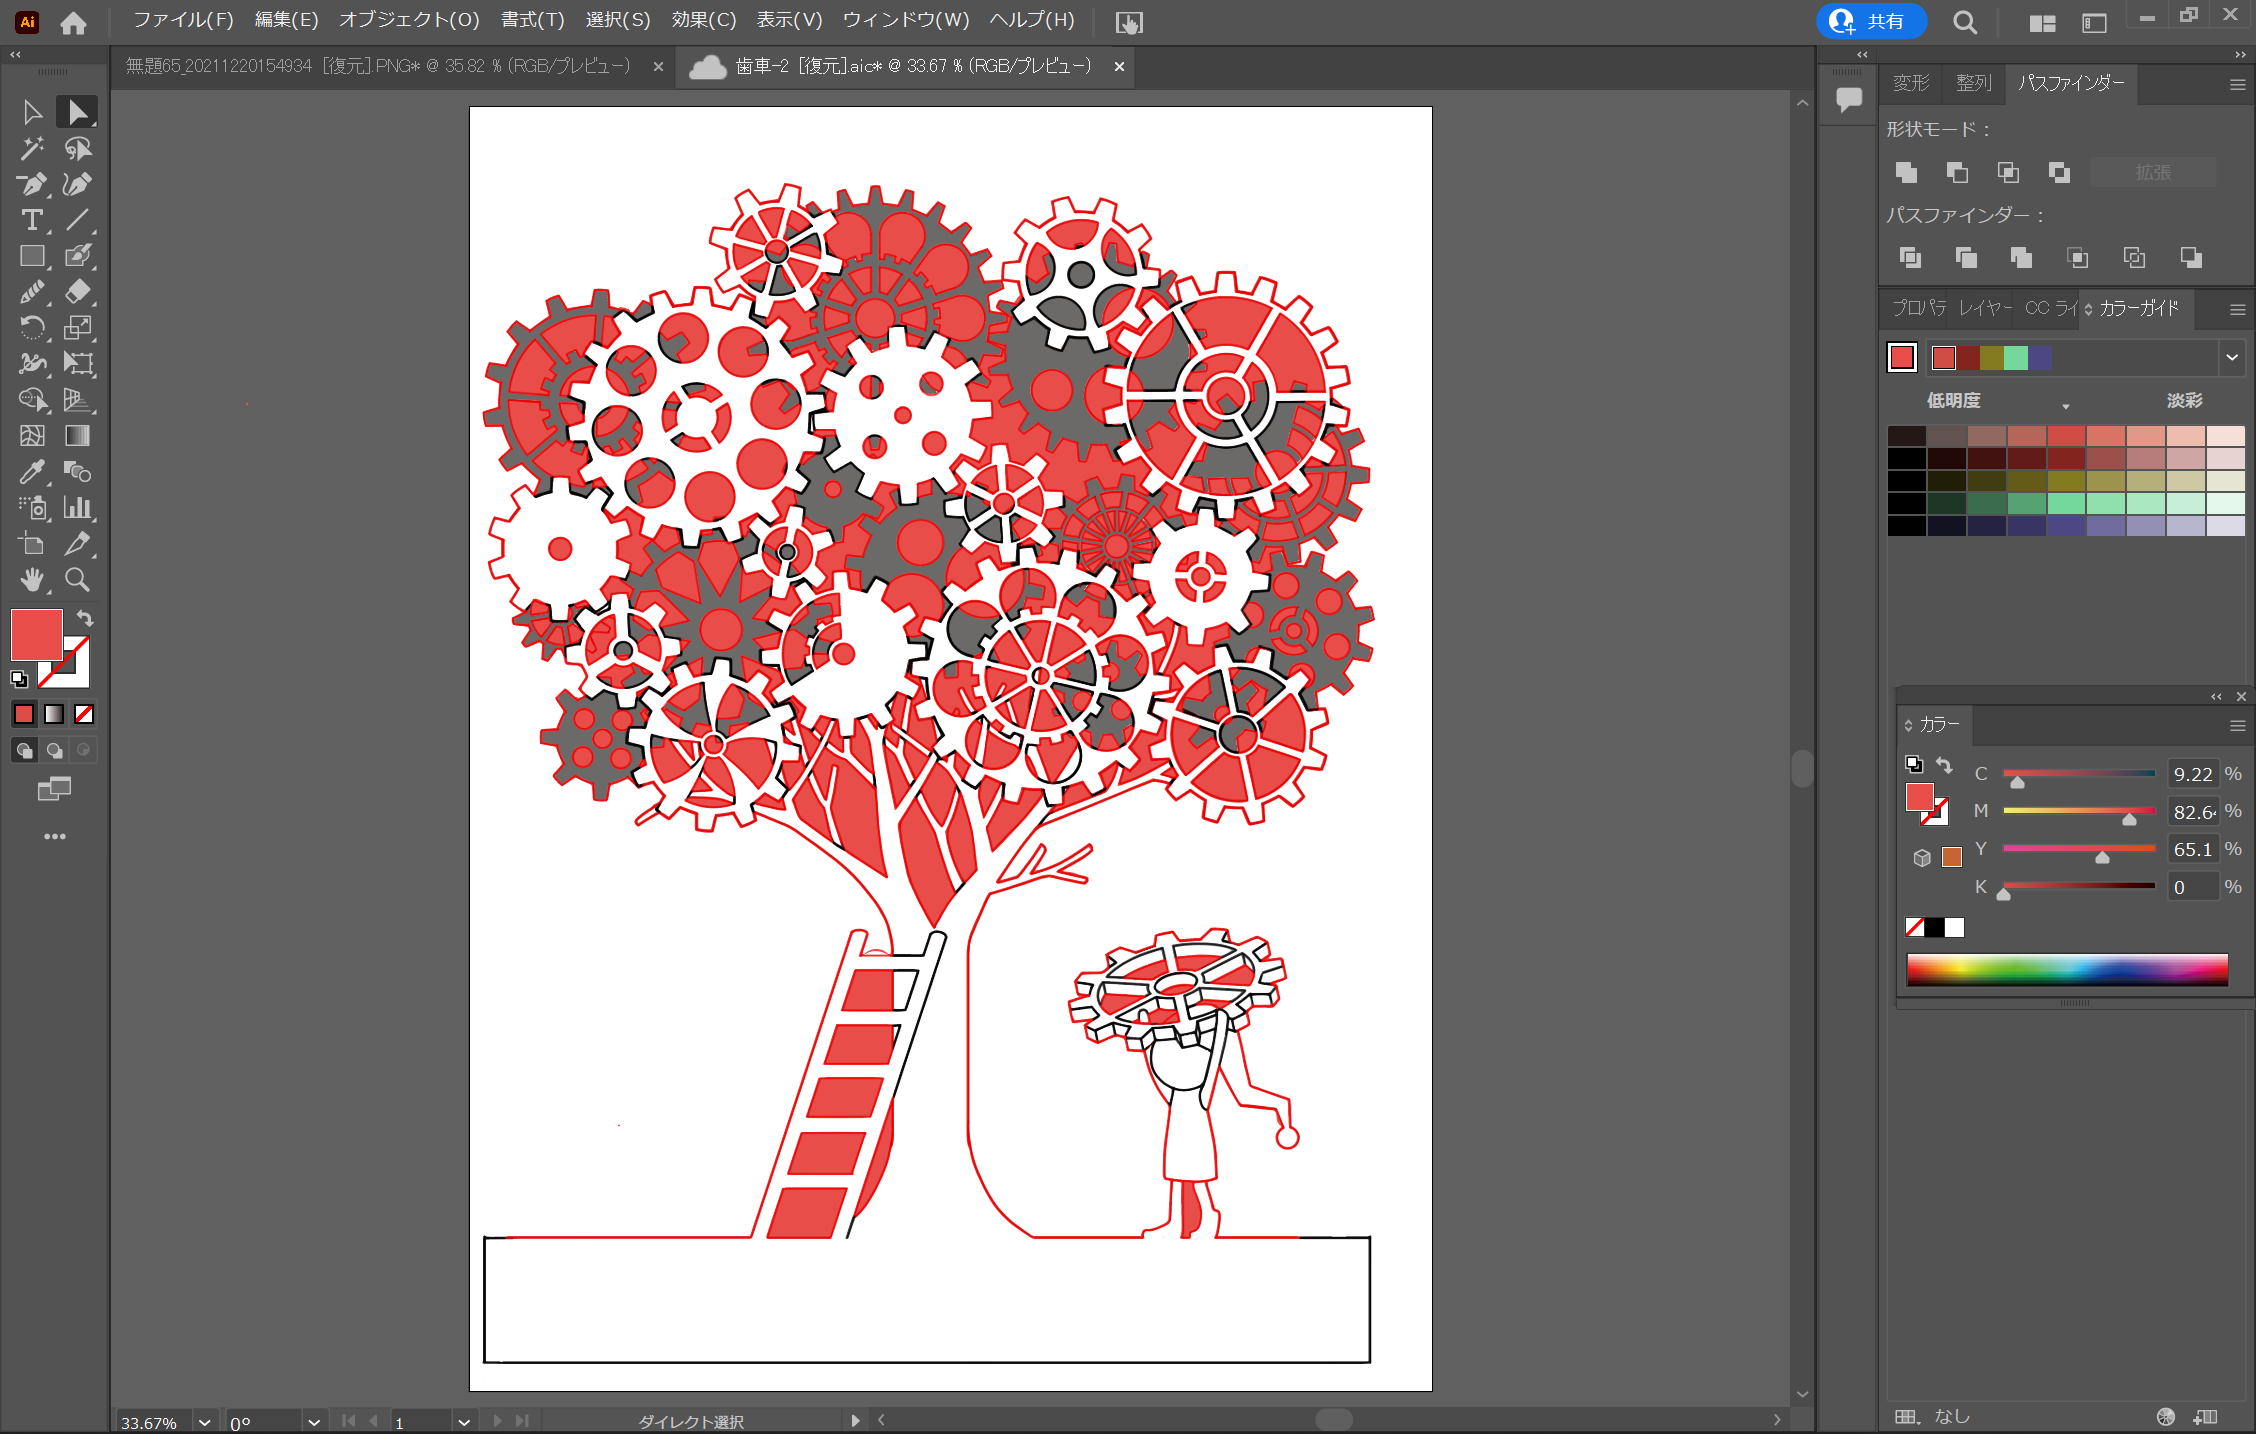 Ai
ファイル(F) 編集(E) オブジェクト(O) 書式(T) 選択(S) 効果(C) 表示(V) ウィンドウ(W) ヘルプ(H)
共有
無題65_20211220154934 [復元].PNG* @ 35.82 % (RGB/プレビュー)
歯車-2 [復元].aic* @ 33.67 % (RGB/プレビュー)
変形 整列 パスファインダー
形状モード：
拡張
パスファインダー：
プロパテ レイヤー CC ライ カラーガイド
低明度 淡彩
カラー
C 9.22 %
M 82.64 %
Y 65.1 %
K 0 %
33.67% 0° 1 ダイレクト選択
なし